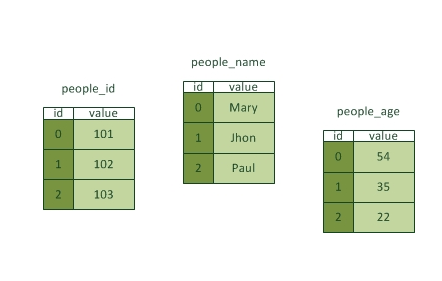 people_id
id value
0 101
1 102
2 103
people_name
id value
0 Mary
1 Jhon
2 Paul
people_age
id value
0 54
1 35
2 22